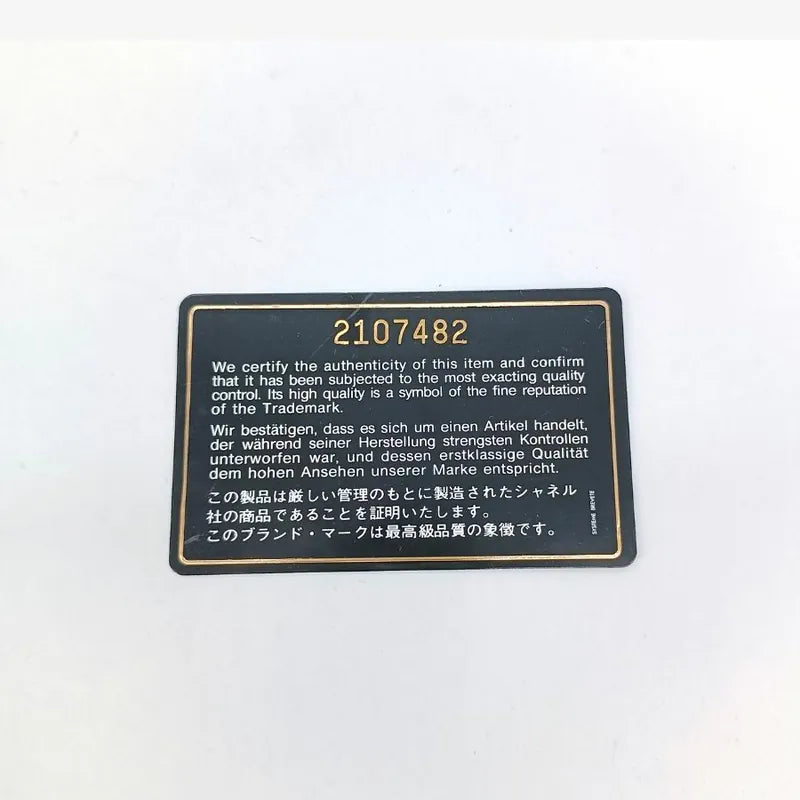 2107482
We certify the authenticity of this item and confirm
that it has been subjected to the most exacting quality
control. Its high quality is a symbol of the fine reputation
of the Trademark.
Wir bestätigen, dass es sich um einen Artikel handelt,
der während seiner Herstellung strengsten Kontrollen
unterworfen war, und dessen erstklassige Qualität
dem hohen Ansehen unserer Marke entspricht.
この製品は厳しい管理のもとに製造されたシャネル
社の商品であることを証明いたします。
このブランド・マークは最高級品質の象徴です。
SYSTEME BREVETE